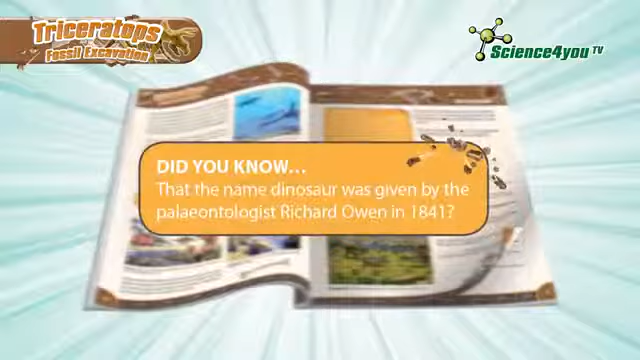 Triceratops
Fossil Excavation
Science4you TV
DID YOU KNOW...
That the name dinosaur was given by the
palaeontologist Richard Owen in 1841?